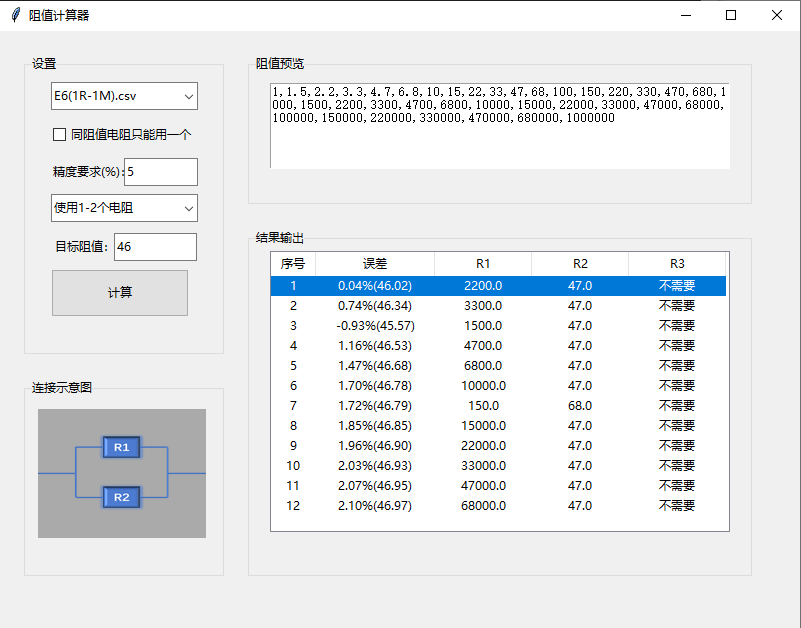 阻值计算器
设置
E6(1R-1M).csv
同阻值电阻只能用一个
精度要求(%): 5
使用1-2个电阻
目标阻值: 46
计算
连接示意图
R1
R2
阻值预览
1,1.5,2.2,3.3,4.7,6.8,10,15,22,33,47,68,100,150,220,330,470,680,1
000,1500,2200,3300,4700,6800,10000,15000,22000,33000,47000,68000,
100000,150000,220000,330000,470000,680000,1000000
结果输出
序号 误差 R1 R2 R3
1 0.04%(46.02) 2200.0 47.0 不需要
2 0.74%(46.34) 3300.0 47.0 不需要
3 -0.93%(45.57) 1500.0 47.0 不需要
4 1.16%(46.53) 4700.0 47.0 不需要
5 1.47%(46.68) 6800.0 47.0 不需要
6 1.70%(46.78) 10000.0 47.0 不需要
7 1.72%(46.79) 150.0 68.0 不需要
8 1.85%(46.85) 15000.0 47.0 不需要
9 1.96%(46.90) 22000.0 47.0 不需要
10 2.03%(46.93) 33000.0 47.0 不需要
11 2.07%(46.95) 47000.0 47.0 不需要
12 2.10%(46.97) 68000.0 47.0 不需要